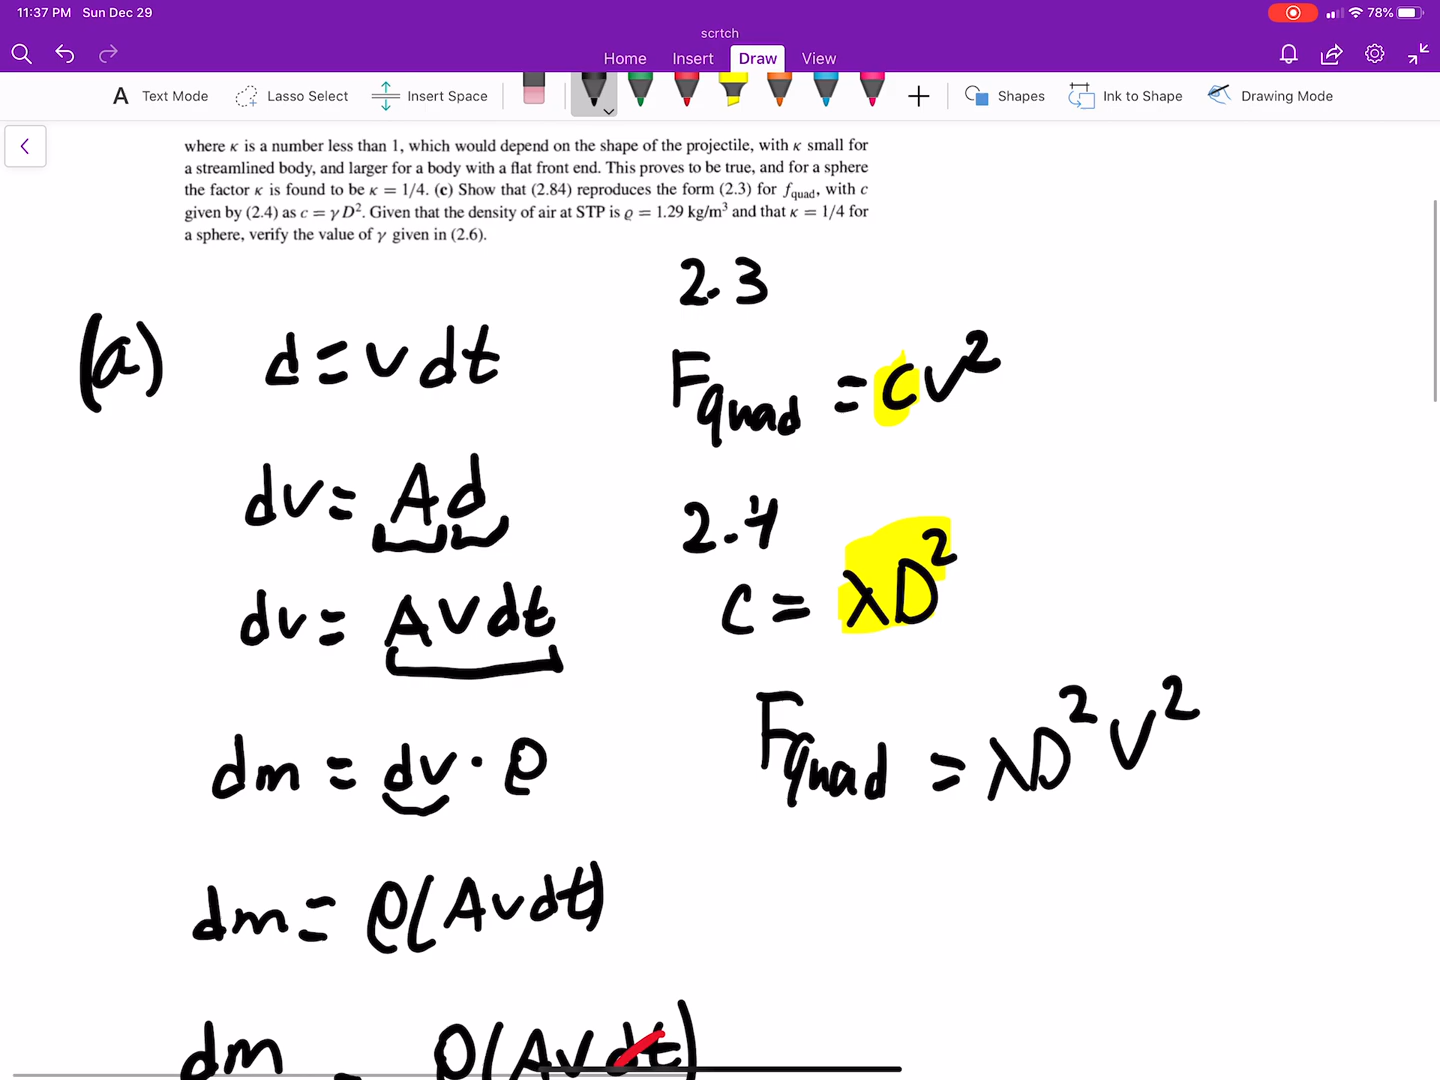 11:37 PM Sun Dec 29
78%
scrtch
Home Insert Draw View
Text Mode Lasso Select Insert Space Shapes Ink to Shape Drawing Mode
where κ is a number less than 1, which would depend on the shape of the projectile, with κ small for
a streamlined body, and larger for a body with a flat front end. This proves to be true, and for a sphere
the factor κ is found to be κ = 1/4. (c) Show that (2.84) reproduces the form (2.3) for f_quad, with c
given by (2.4) as c = γD². Given that the density of air at STP is ϱ = 1.29 kg/m³ and that κ = 1/4 for
a sphere, verify the value of γ given in (2.6).
2.3
(a) d = v dt
Fquad = cv²
dv = Ad
2.4
dv = Avdt
c = λD²
dm = dv · ϱ
Fquad = λD²V²
dm = ϱ(Avdt)
dm = ϱ(Avdt)